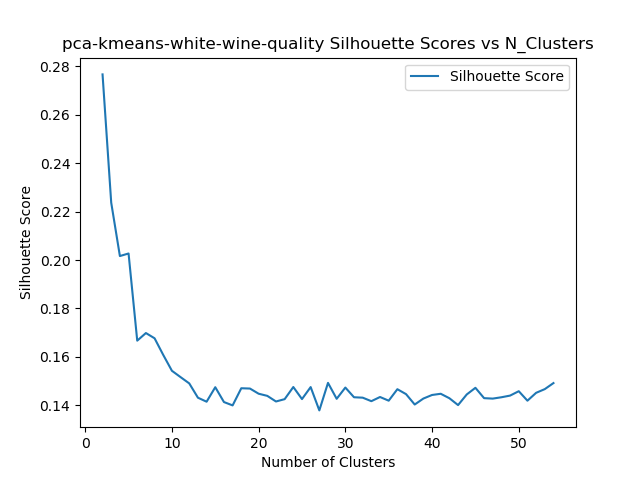 pca-kmeans-white-wine-quality Silhouette Scores vs N_Clusters
Silhouette Score
0.28
0.26
0.24
0.22
0.20
0.18
0.16
0.14
Silhouette Score
0 10 20 30 40 50
Number of Clusters